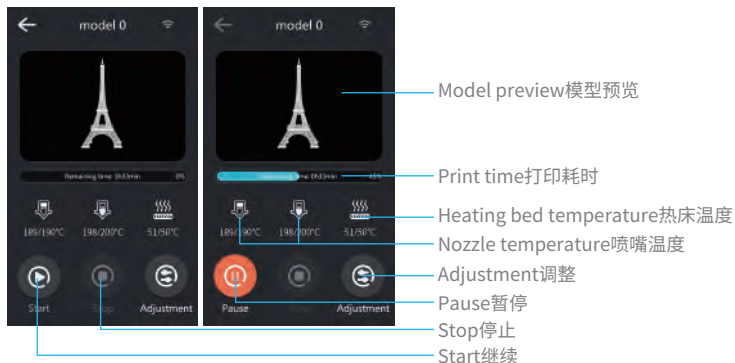 model 0
Remaining time: 1h33min 0%
189/190°C 198/200°C 51/50°C
Start Stop Adjustment
model 0
Remaining time: 0h33min 45%
189/190°C 198/200°C 51/50°C
Pause Stop Adjustment
Model preview模型预览
Print time打印耗时
Heating bed temperature热床温度
Nozzle temperature喷嘴温度
Adjustment调整
Pause暂停
Stop停止
Start继续